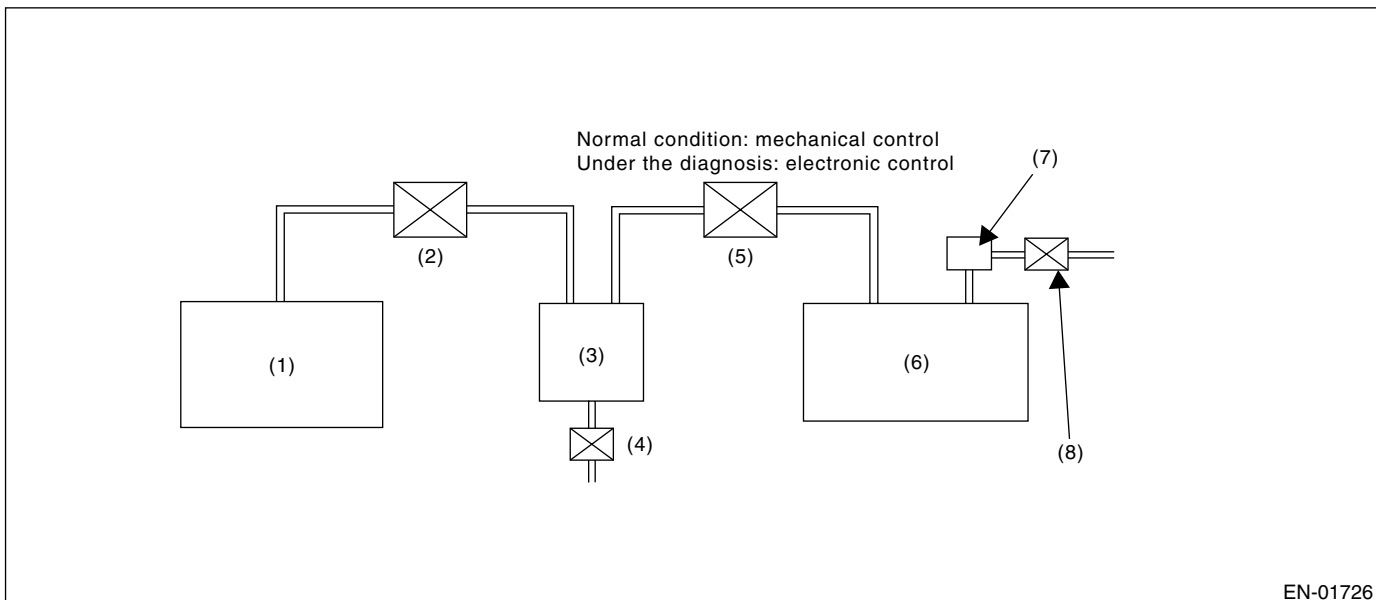 Normal condition: mechanical control
Under the diagnosis: electronic control
(7)
(2)
(5)
(1)
(3)
(6)
(4)
(8)
EN-01726